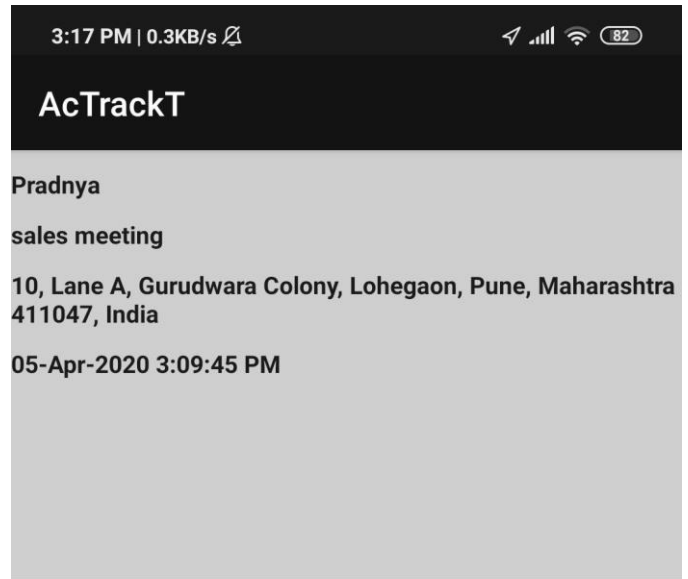 3:17 PM | 0.3KB/s
82
AcTrackT
Pradnya
sales meeting
10, Lane A, Gurudwara Colony, Lohegaon, Pune, Maharashtra
411047, India
05-Apr-2020 3:09:45 PM